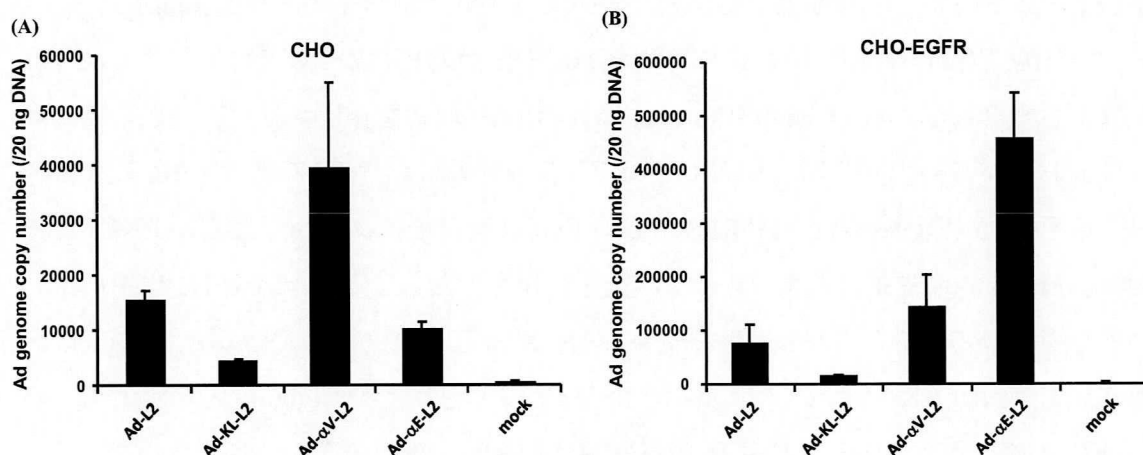 (A)
CHO
Ad genome copy number (/20 ng DNA)
60000
50000
40000
30000
20000
10000
0
Ad-L2
Ad-KL-L2
Ad-αV-L2
Ad-αE-L2
mock
(B)
CHO-EGFR
Ad genome copy number (/20 ng DNA)
600000
500000
400000
300000
200000
100000
0
Ad-L2
Ad-KL-L2
Ad-αV-L2
Ad-αE-L2
mock